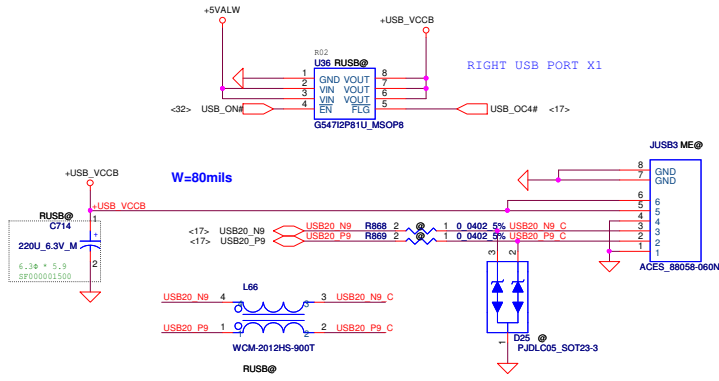 +5VALW
+USB_VCCB
R02
U36 RUSB@
RIGHT USB PORT X1
1 GND VOUT 8
2 VIN VOUT 7
3 VIN VOUT 6
<32> USB_ON# 4 EN FLG 5 USB_OC4# <17>
G547I2P81U_MSOP8
JUSB3 ME@
+USB_VCCB
W=80mils
8 GND
7 GND
+USB_VCCB
6 6
5 5
4 4
3 3
2 2
1 1
ACES_88058-060N
RUSB@
C714
1
+
220U_6.3V_M
2
6.3Φ * 5.9
SF000001500
<17> USB20_N9 USB20_N9 R868 2 @ 1 0_0402_5% USB20_N9_C
<17> USB20_P9 USB20_P9 R869 2 @ 1 0_0402_5% USB20_P9_C
3 2
1
D25 @
PJDLC05_SOT23-3
L66
USB20_N9 4 4 3 3 USB20_N9_C
USB20_P9 1 1 2 2 USB20_P9_C
WCM-2012HS-900T
RUSB@